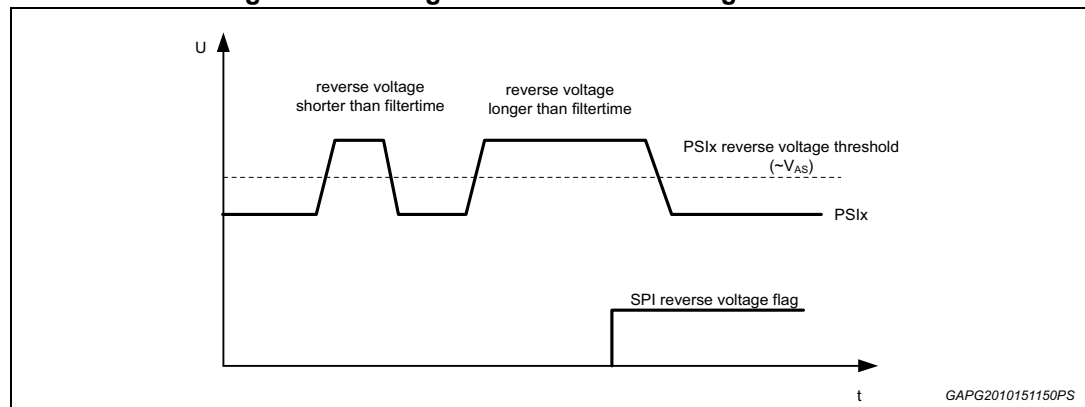 U
reverse voltage
shorter than filtertime
reverse voltage
longer than filtertime
PSIx reverse voltage threshold
(~VAS)
PSIx
SPI reverse voltage flag
t
GAPG2010151150PS